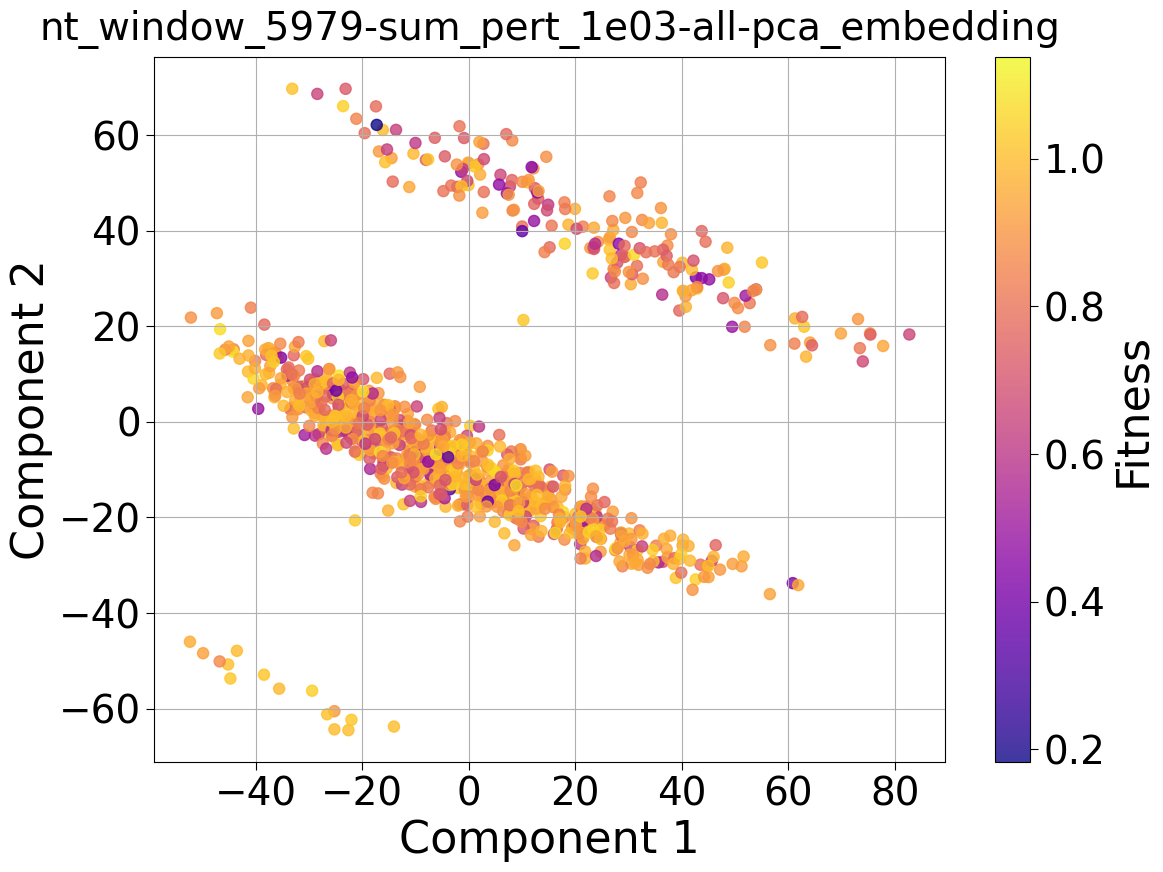 nt_window_5979-sum_pert_1e03-all-pca_embedding
60
40
20
0
−20
−40
−60
Component 2
−40 −20 0 20 40 60 80
Component 1
1.0
0.8
0.6
0.4
0.2
Fitness